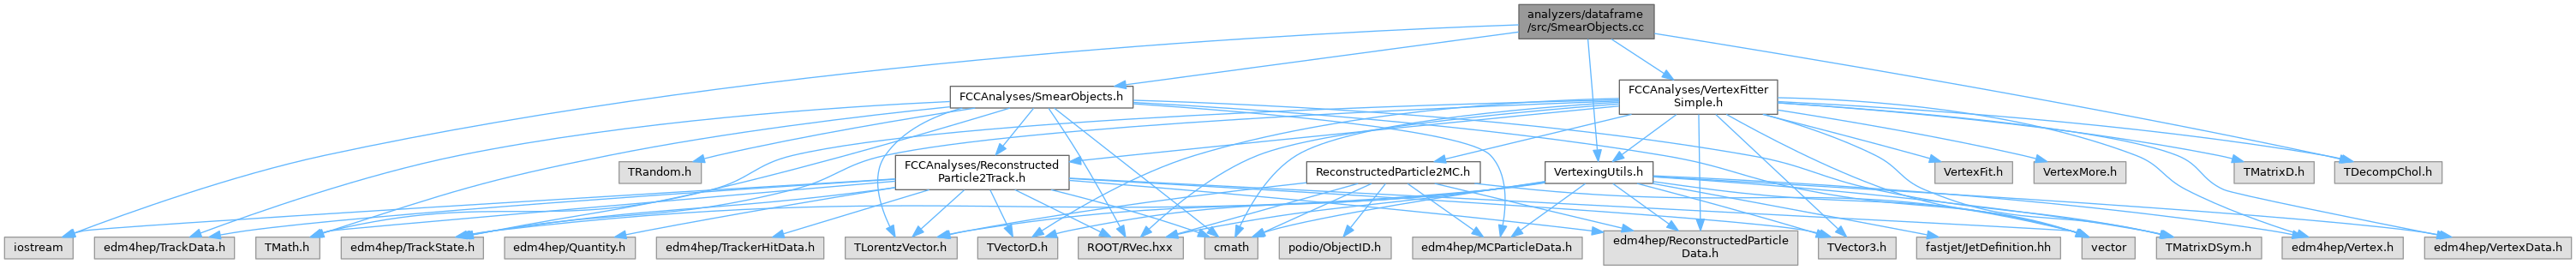 analyzers/dataframe
/src/SmearObjects.cc
FCCAnalyses/SmearObjects.h
FCCAnalyses/VertexFitter
Simple.h
TRandom.h
FCCAnalyses/Reconstructed
Particle2Track.h
ReconstructedParticle2MC.h
VertexingUtils.h
VertexFit.h
VertexMore.h
TMatrixD.h
TDecompChol.h
iostream
edm4hep/TrackData.h
TMath.h
edm4hep/TrackState.h
edm4hep/Quantity.h
edm4hep/TrackerHitData.h
TLorentzVector.h
TVectorD.h
ROOT/RVec.hxx
cmath
podio/ObjectID.h
edm4hep/MCParticleData.h
edm4hep/ReconstructedParticle
Data.h
TVector3.h
fastjet/JetDefinition.hh
vector
TMatrixDSym.h
edm4hep/Vertex.h
edm4hep/VertexData.h